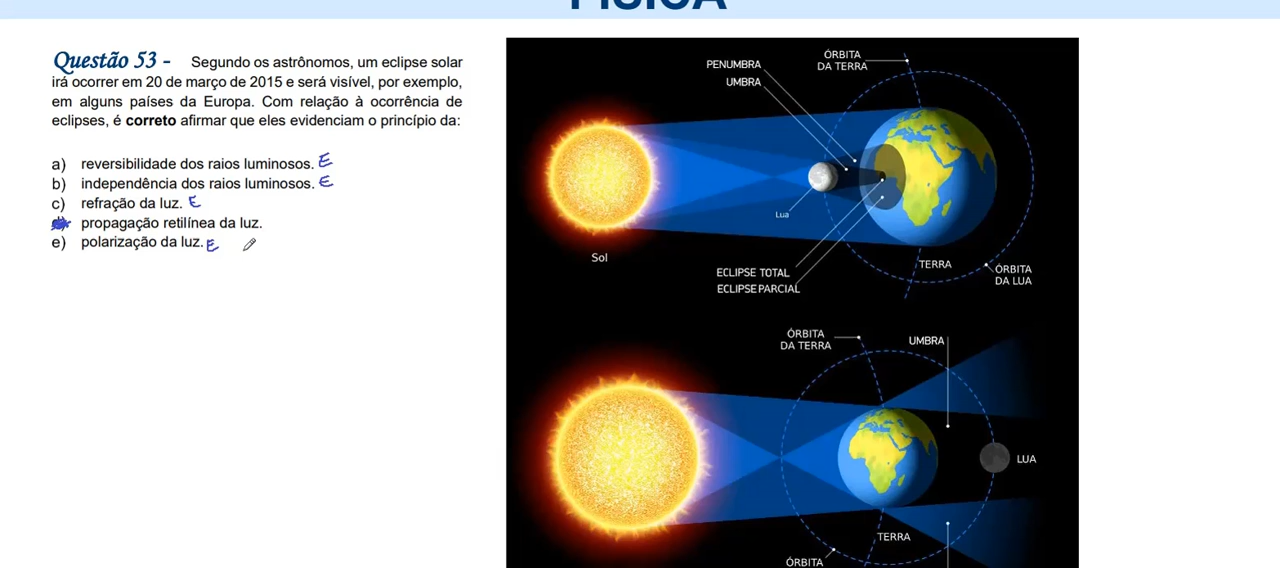 FÍSICA
Questão 53 - Segundo os astrônomos, um eclipse solar
irá ocorrer em 20 de março de 2015 e será visível, por exemplo,
em alguns países da Europa. Com relação à ocorrência de
eclipses, é correto afirmar que eles evidenciam o princípio da:
a) reversibilidade dos raios luminosos. E
b) independência dos raios luminosos. E
c) refração da luz. E
propagação retilínea da luz.
e) polarização da luz. E
PENUMBRA
UMBRA
ÓRBITA
DA TERRA
Lua
Sol
ECLIPSE TOTAL
ECLIPSE PARCIAL
TERRA
ÓRBITA
DA LUA
ÓRBITA
DA TERRA
UMBRA
LUA
TERRA
ÓRBITA